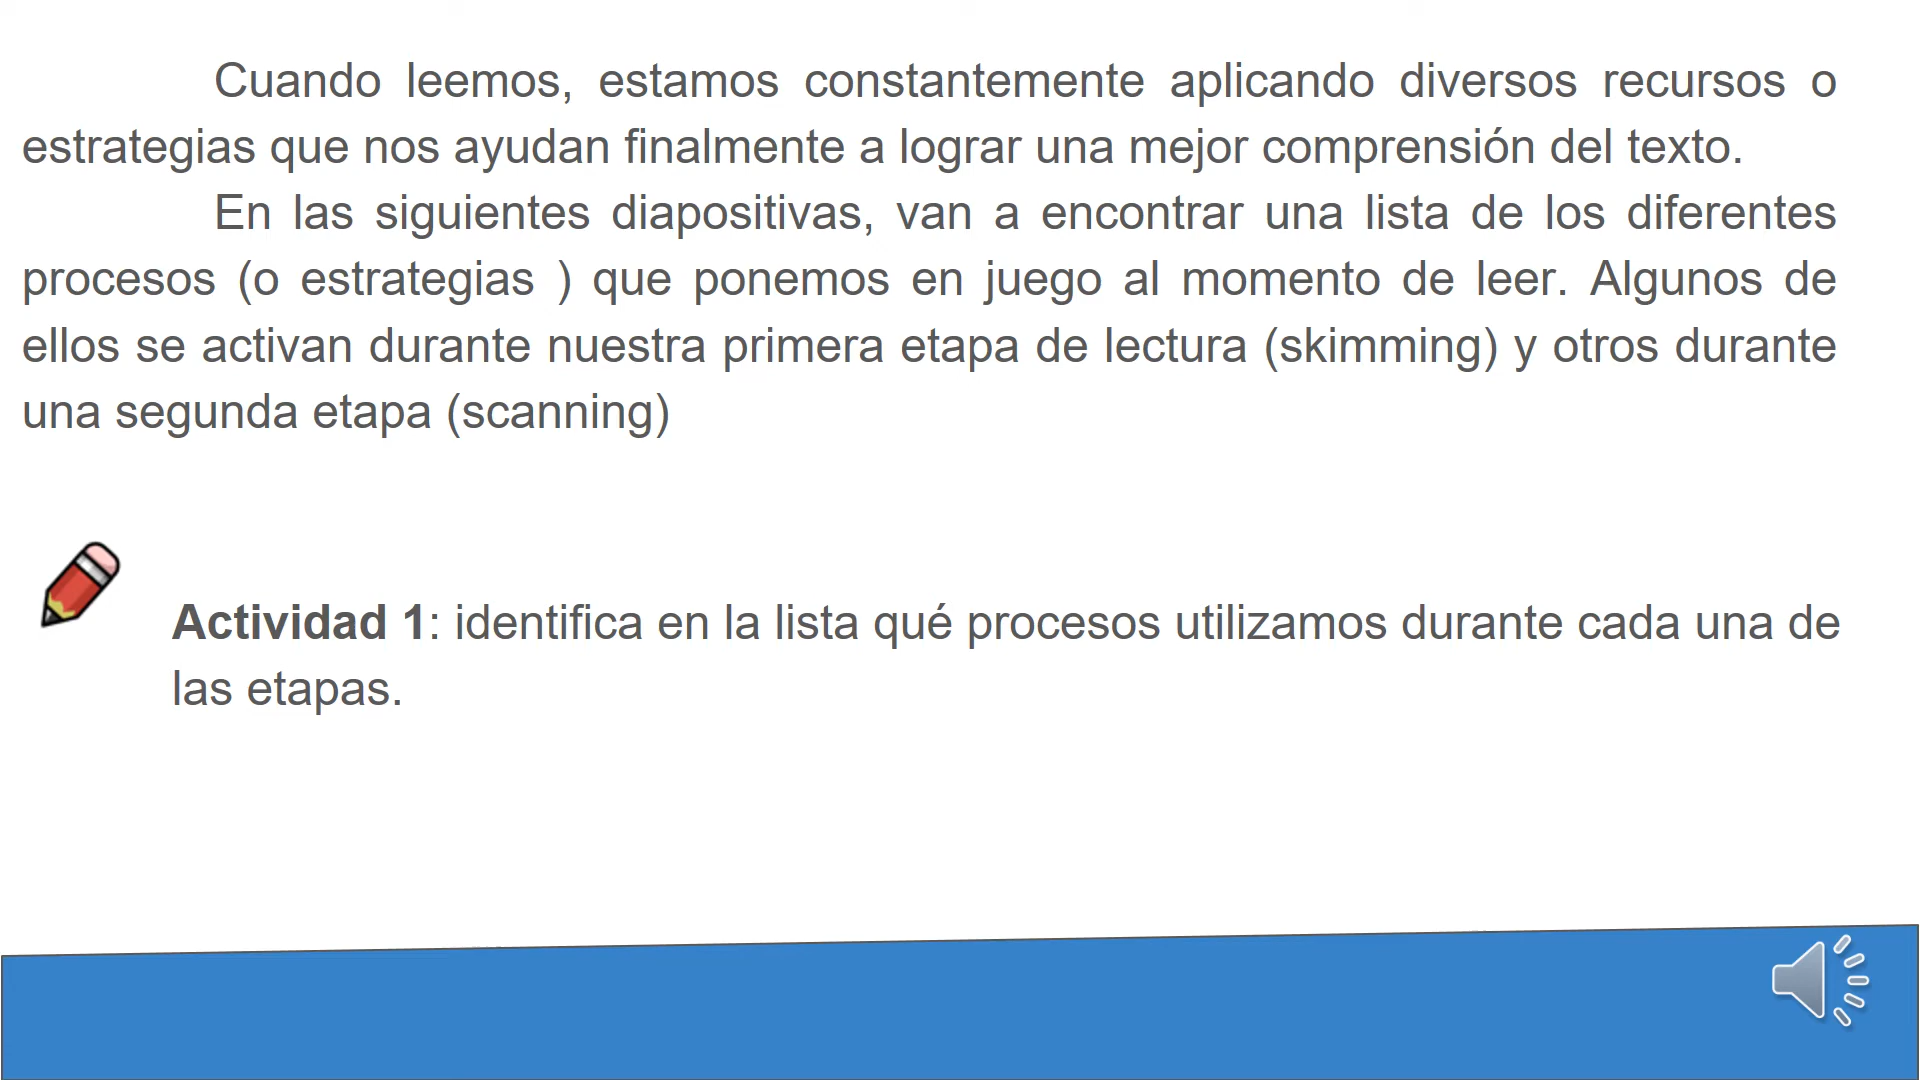 Cuando leemos, estamos constantemente aplicando diversos recursos o
estrategias que nos ayudan finalmente a lograr una mejor comprensión del texto.
En las siguientes diapositivas, van a encontrar una lista de los diferentes
procesos (o estrategias ) que ponemos en juego al momento de leer. Algunos de
ellos se activan durante nuestra primera etapa de lectura (skimming) y otros durante
una segunda etapa (scanning)
Actividad 1: identifica en la lista qué procesos utilizamos durante cada una de
las etapas.